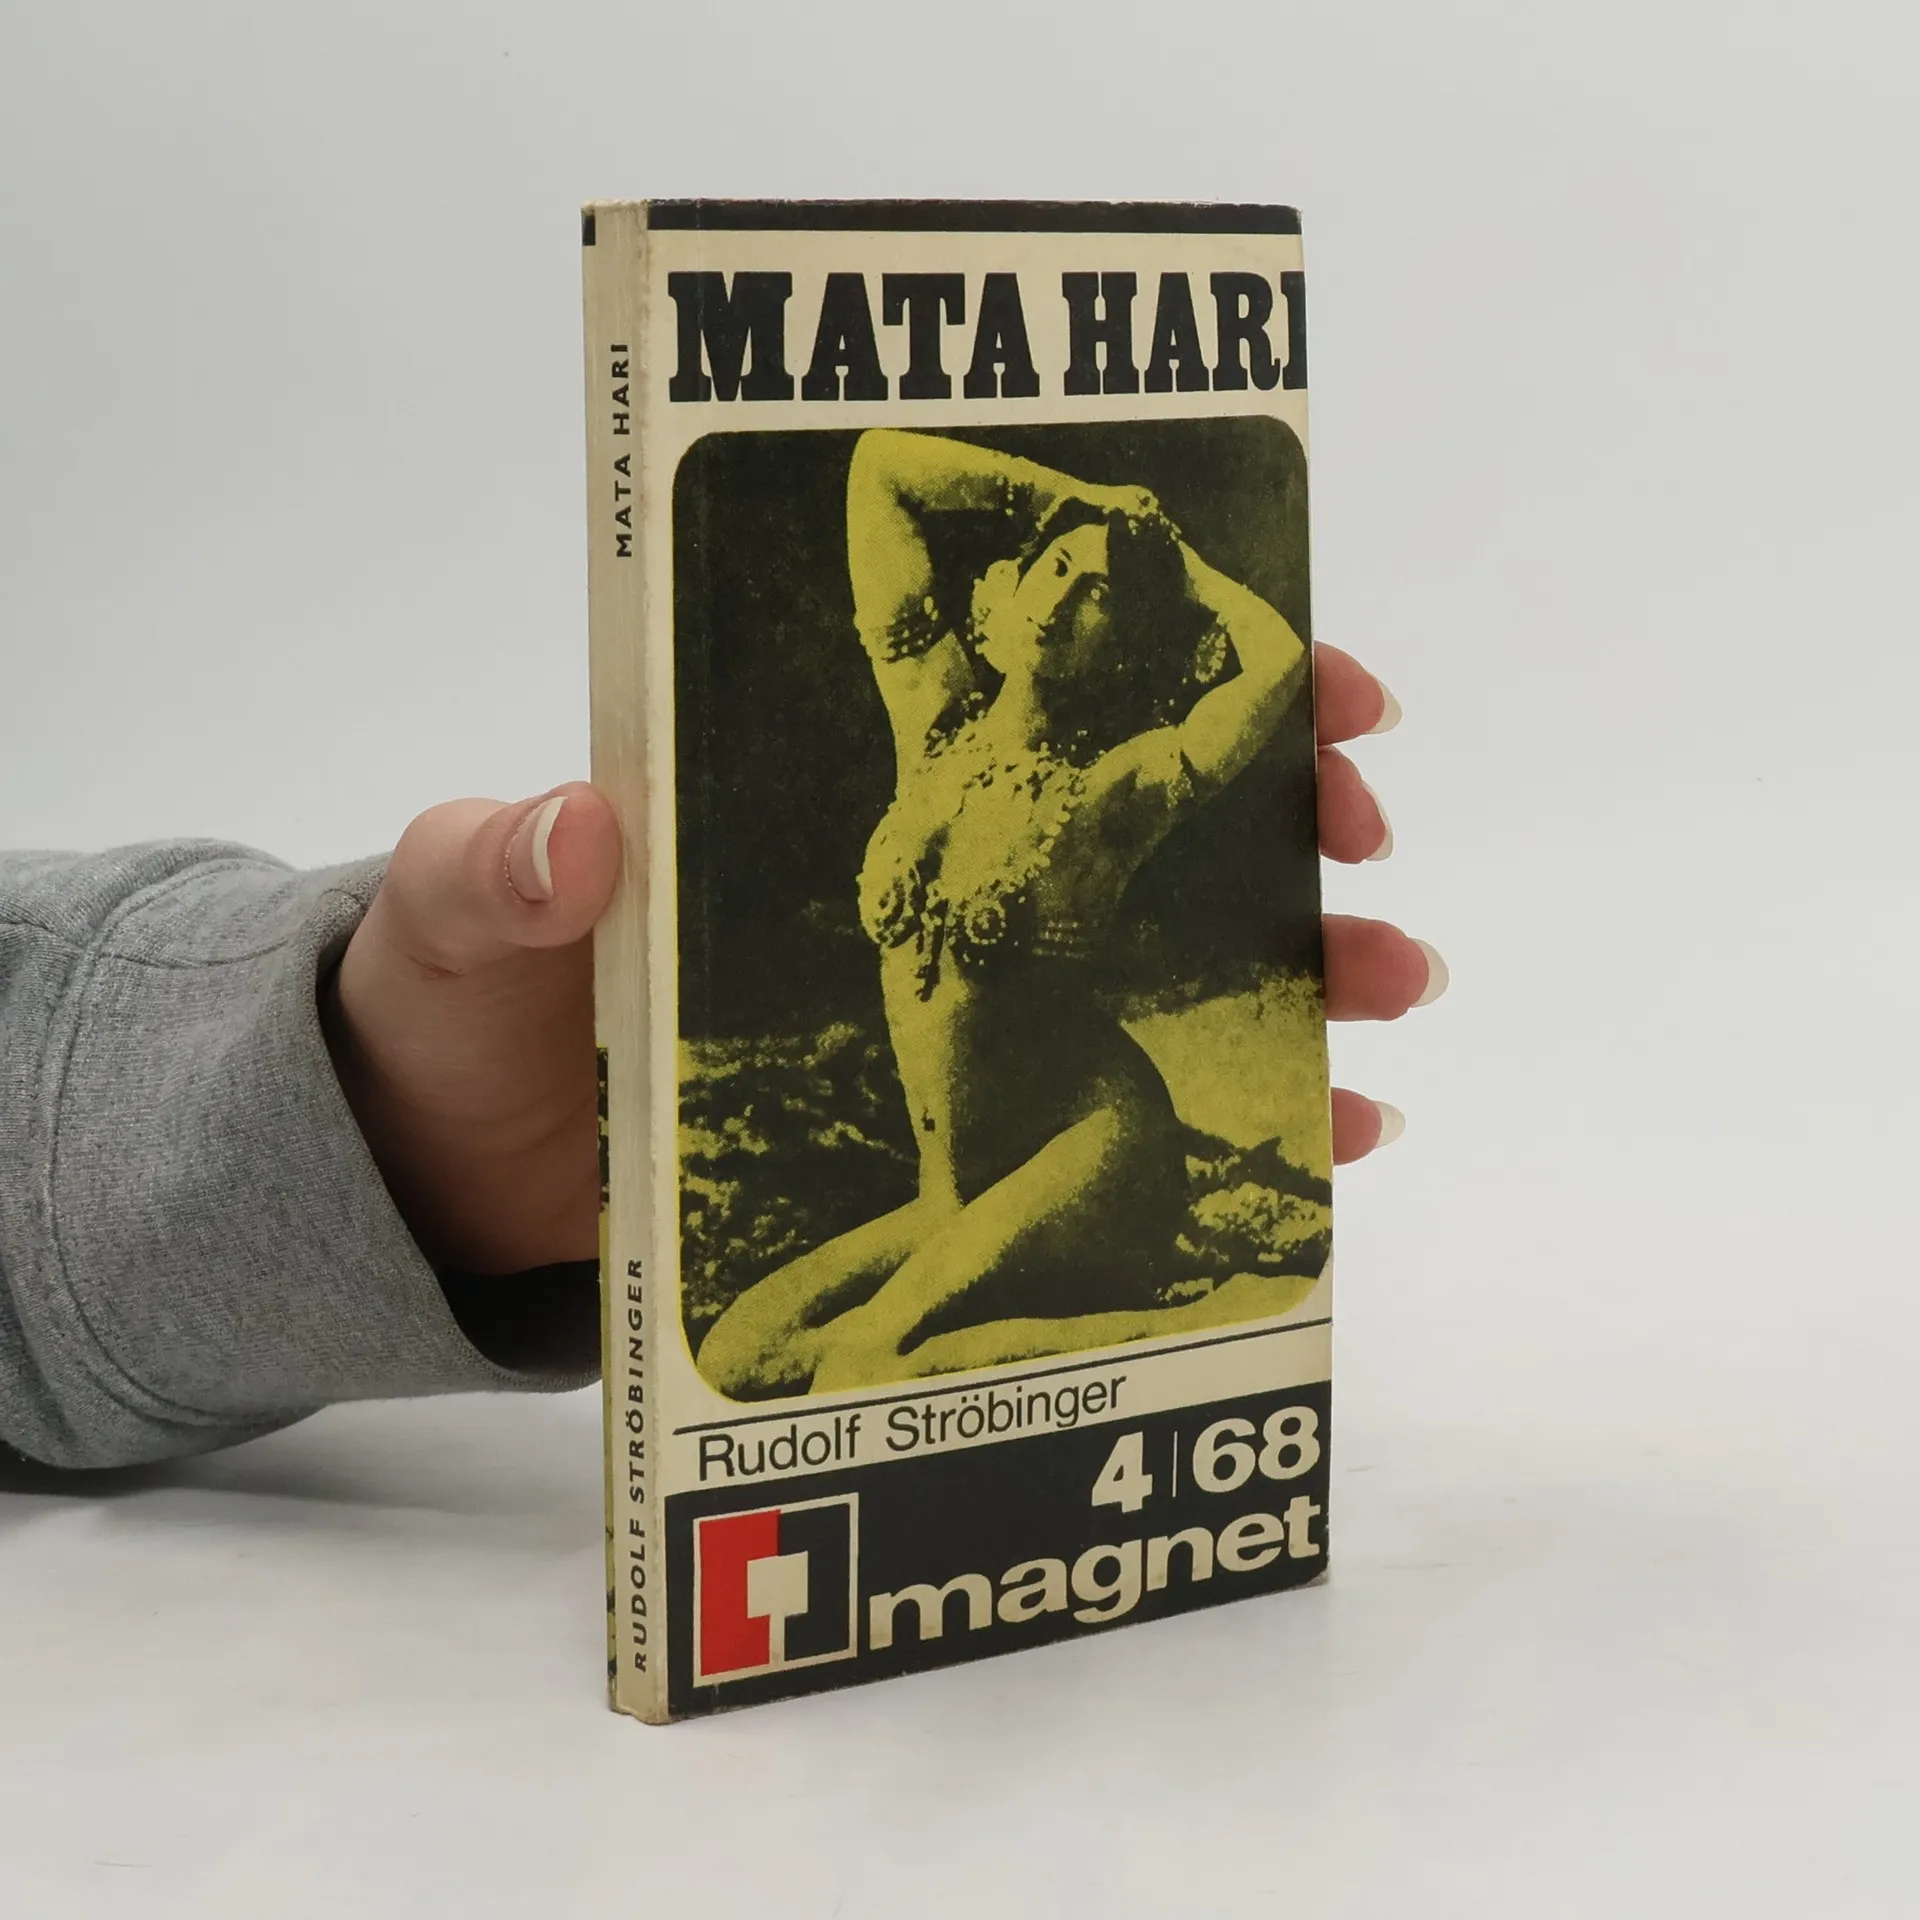 MATA HARI
Rudolf Ströbinger
4|68
magnet
MATA HARI
RUDOLF STRÖBINGER